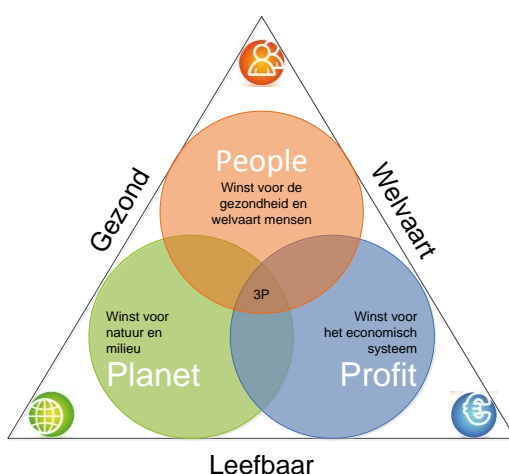 People
Winst voor de
gezondheid en
welvaart mensen
Gezond
Welvaart
3P
Winst voor
natuur en
milieu
Planet
Winst voor
het economisch
systeem
Profit
Leefbaar